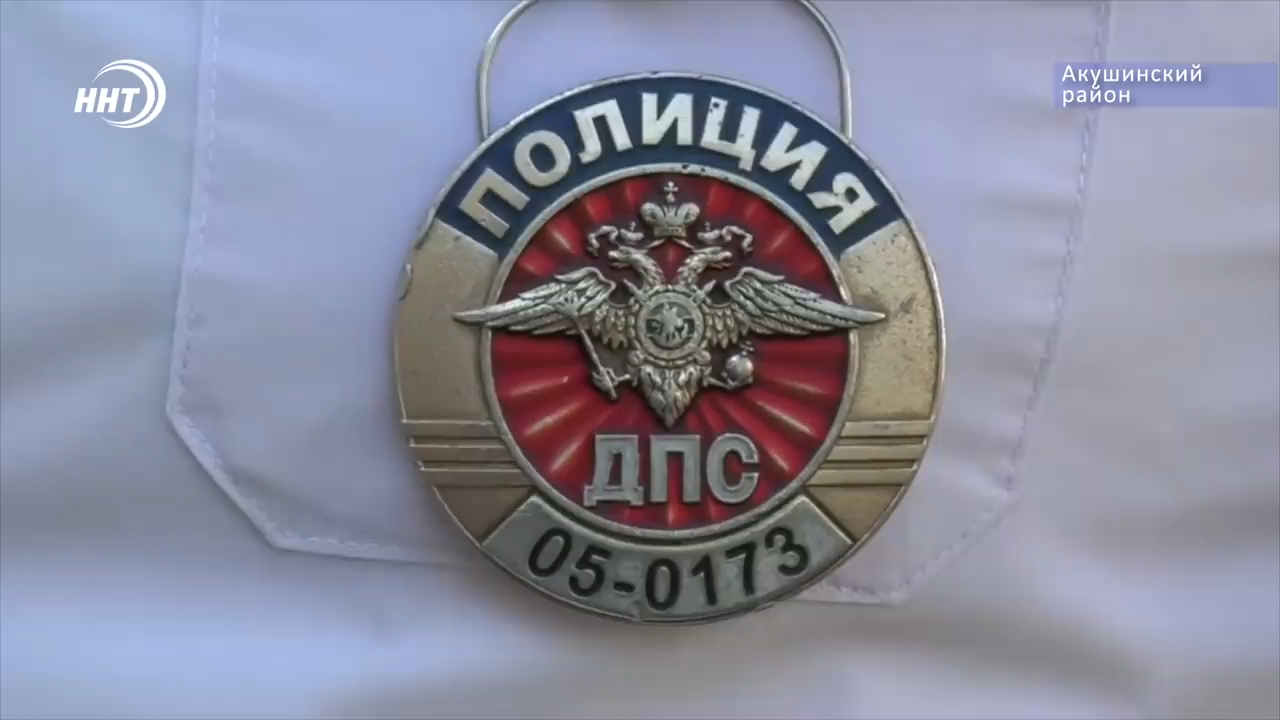 ННТ
Акушинский
район
ПОЛИЦИЯ
ДПС
05-0173